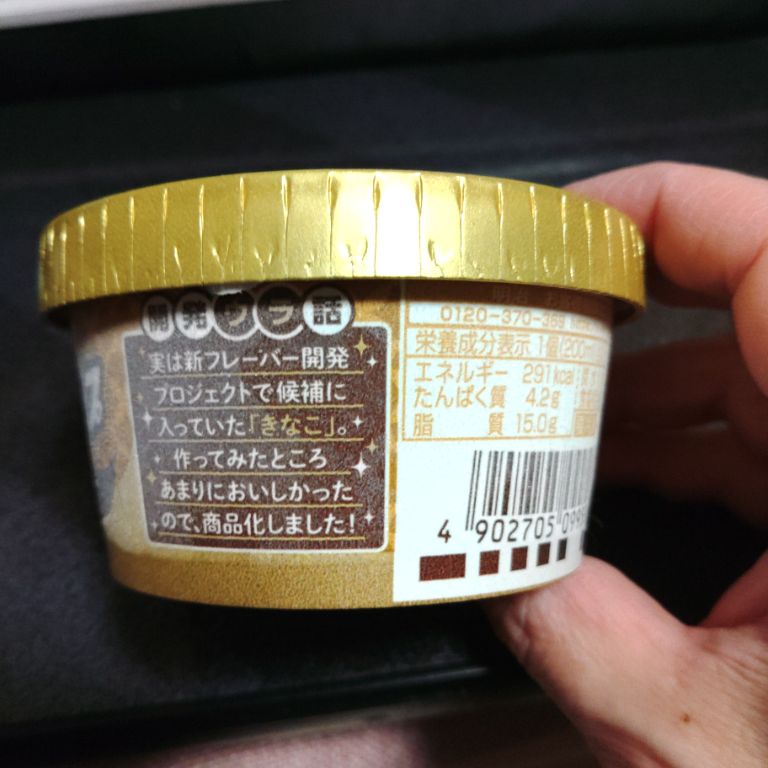 開発ウラ話
実は新フレーバー開発
プロジェクトで候補に
入っていた「きなこ」。
作ってみたところ
あまりにおいしかった
ので、商品化しました!
0120-370-369
栄養成分表示 1個(200m
エネルギー 291kcal
たんぱく質 4.2g
脂質 15.0g
4 902705 09